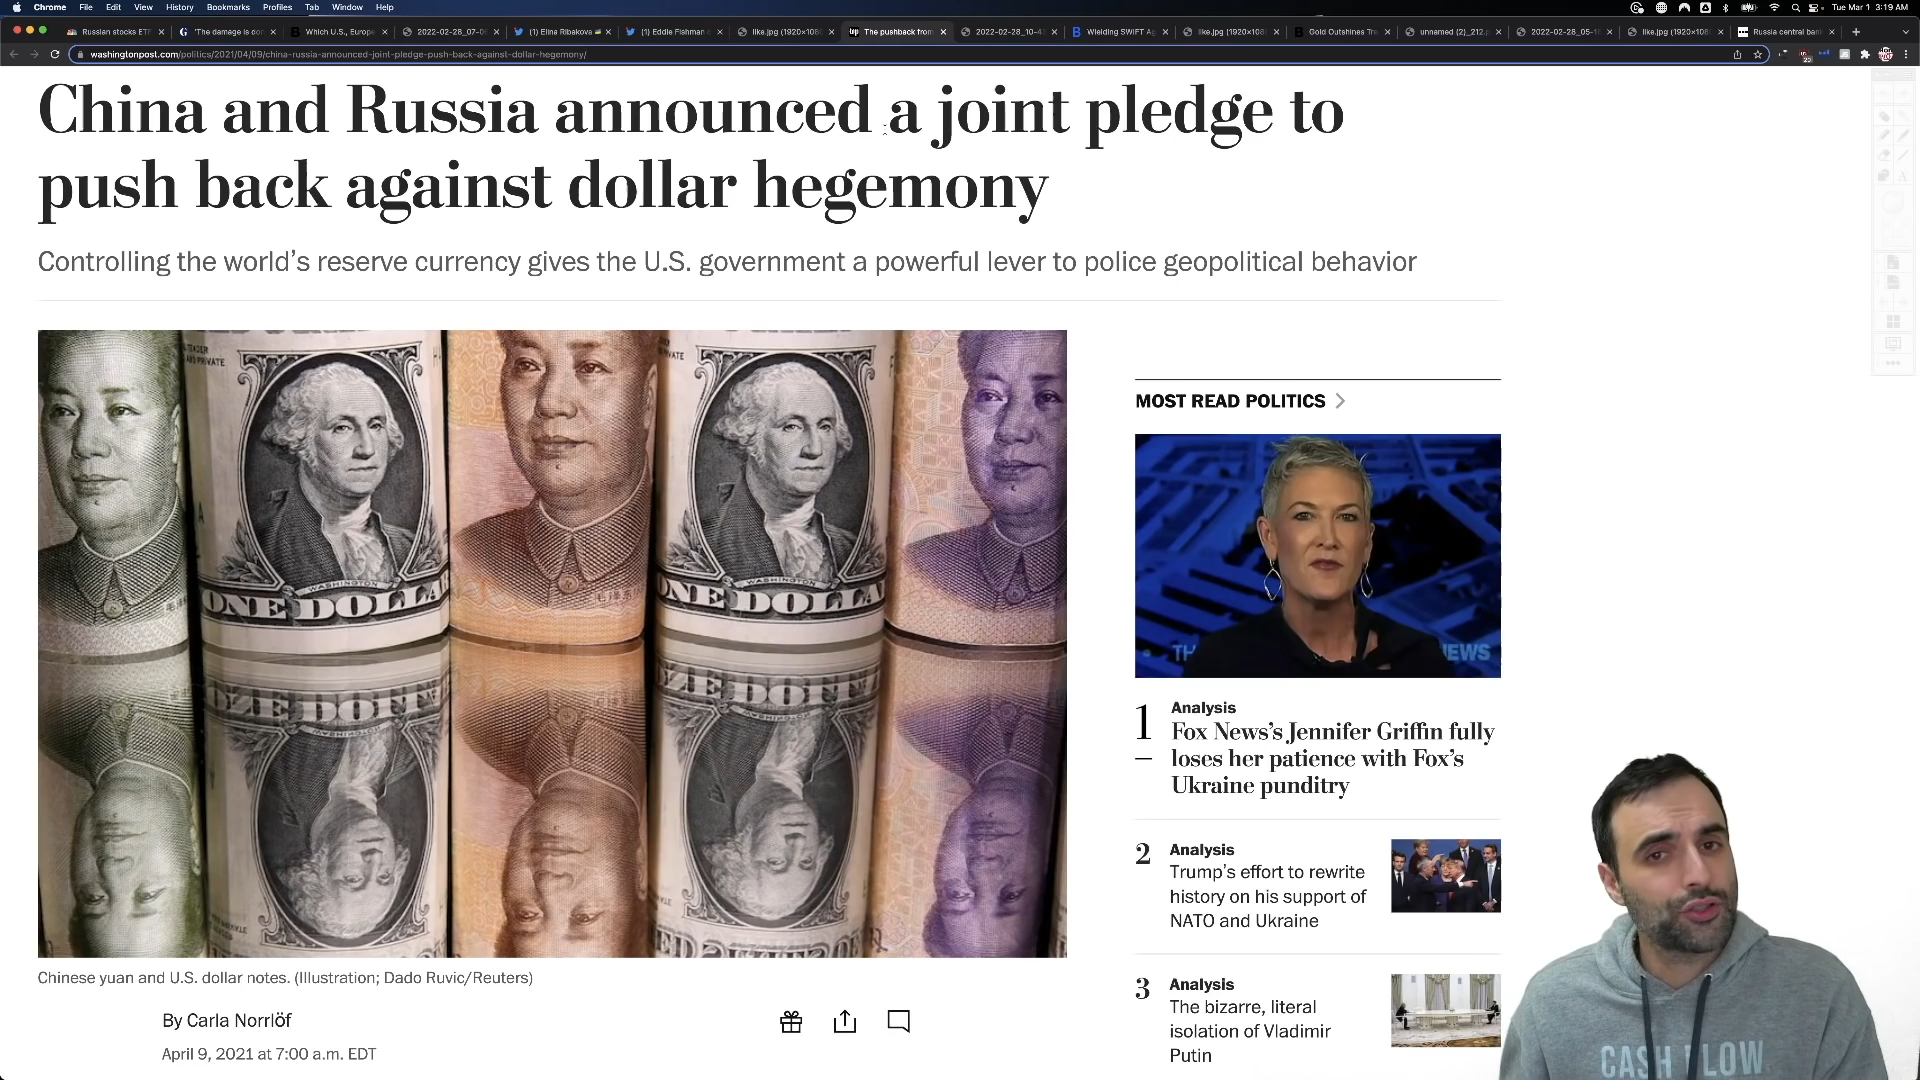 Chrome File Edit View History Bookmarks Profiles Tab Window Help Tue Mar 1 3:19 AM
Russian stocks ETF 'The damage is don Which U.S., Europe 2022-02-28_07-0 (1) Elina Ribakova (1) Eddie Fishman like.jpg (1920×108 The pushback from 2022-02-28_10-4 Wielding SWIFT A like.jpg (1920×108 Gold Outshines Tre unnamed (2)_212.p 2022-02-28_05-1 like.jpg (1920×108 Russia central ban
washingtonpost.com/politics/2021/04/09/china-russia-announced-joint-pledge-push-back-against-dollar-hegemony/
China and Russia announced a joint pledge to
push back against dollar hegemony
Controlling the world's reserve currency gives the U.S. government a powerful lever to police geopolitical behavior
WASHINGTON WASHINGTON
ONE DOLLA ONE DOLLA
Chinese yuan and U.S. dollar notes. (Illustration; Dado Ruvic/Reuters)
By Carla Norrlöf
April 9, 2021 at 7:00 a.m. EDT
MOST READ POLITICS
TH EWS
1
Analysis
Fox News's Jennifer Griffin fully
loses her patience with Fox's
Ukraine punditry
2
Analysis
Trump's effort to rewrite
history on his support of
NATO and Ukraine
3
Analysis
The bizarre, literal
isolation of Vladimir
Putin
CASH FLOW